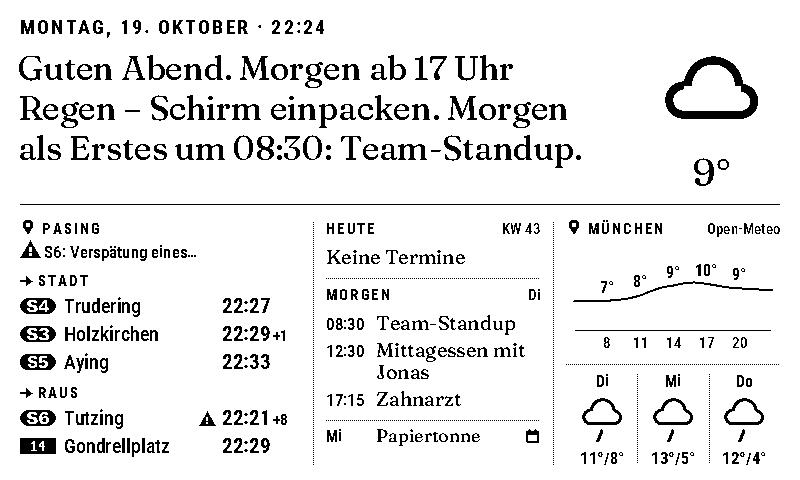 MONTAG, 19. OKTOBER · 22:24
Guten Abend. Morgen ab 17 Uhr
Regen – Schirm einpacken. Morgen
als Erstes um 08:30: Team-Standup.
9°
PASING
S6: Verspätung eines…
→ STADT
S4 Trudering 22:27
S3 Holzkirchen 22:29 +1
S5 Aying 22:33
→ RAUS
S6 Tutzing 22:21 +8
14 Gondrellplatz 22:29
HEUTE KW 43
Keine Termine
MORGEN Di
08:30 Team-Standup
12:30 Mittagessen mit
Jonas
17:15 Zahnarzt
Mi Papiertonne
MÜNCHEN Open-Meteo
7° 8° 9° 10° 9°
8 11 14 17 20
Di Mi Do
11°/8° 13°/5° 12°/4°